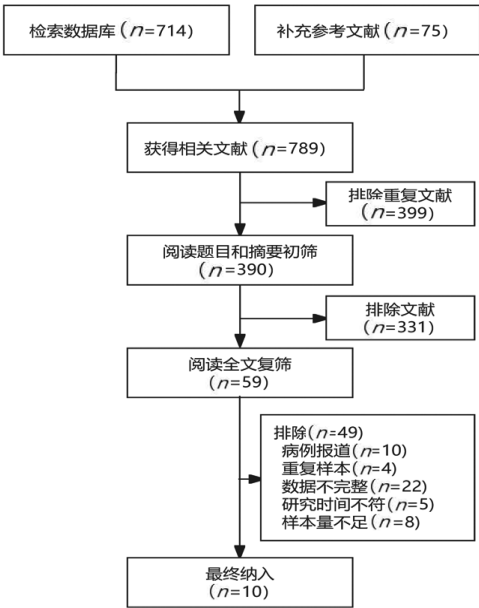 检索数据库(n=714)
补充参考文献(n=75)
获得相关文献(n=789)
排除重复文献
(n=399)
阅读题目和摘要初筛
(n=390)
排除文献
(n=331)
阅读全文复筛
(n=59)
排除(n=49)
病例报道(n=10)
重复样本(n=4)
数据不完整(n=22)
研究时间不符(n=5)
样本量不足(n=8)
最终纳入
(n=10)